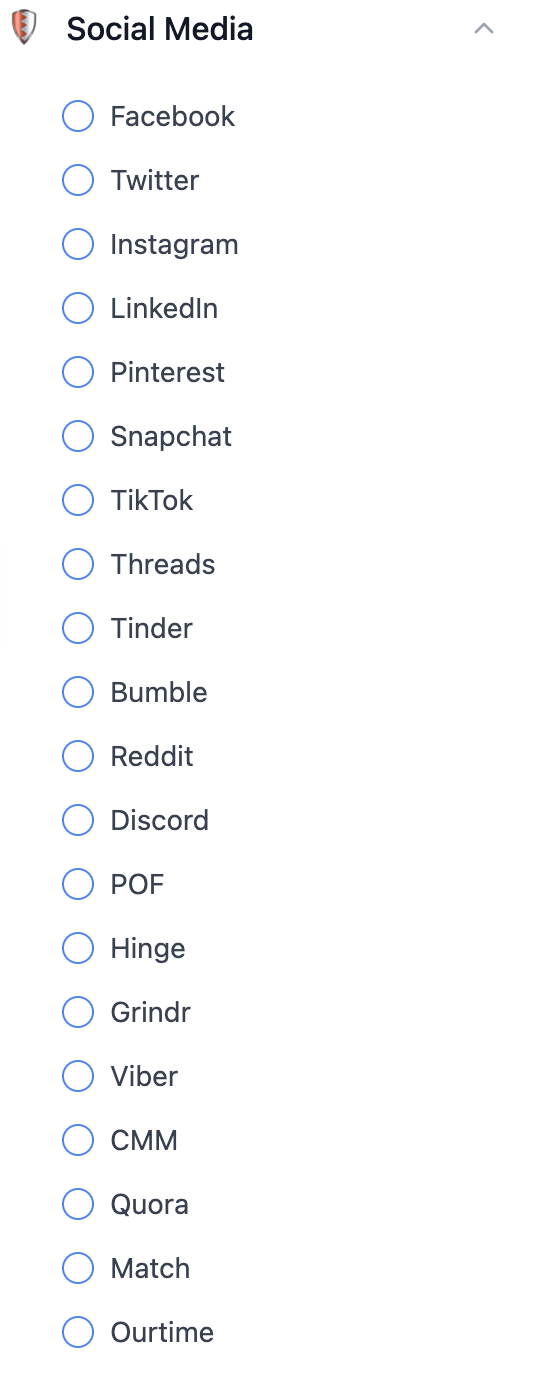 Social Media
Facebook
Twitter
Instagram
LinkedIn
Pinterest
Snapchat
TikTok
Threads
Tinder
Bumble
Reddit
Discord
POF
Hinge
Grindr
Viber
CMM
Quora
Match
Ourtime